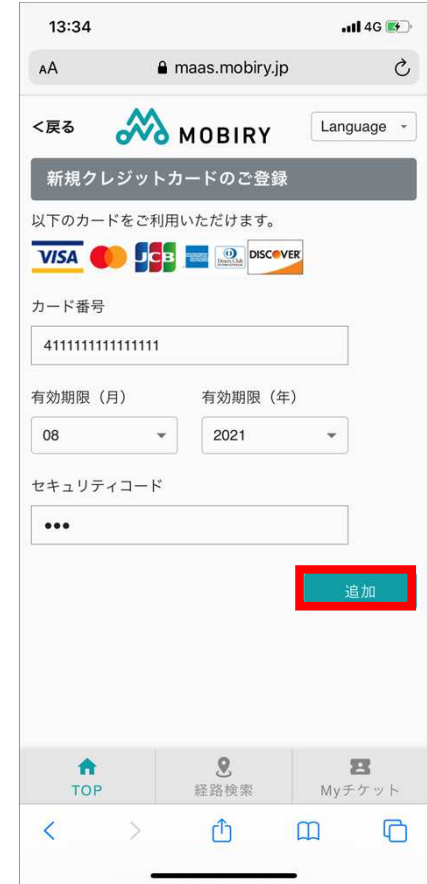 13:34 4G
AA maas.mobiry.jp
<戻る MOBIRY Language
新規クレジットカードのご登録
以下のカードをご利用いただけます。
VISA JCB DISCOVER
カード番号
4111111111111111
有効期限（月） 有効期限（年）
08 2021
セキュリティコード
•••
追加
TOP 経路検索 Myチケット